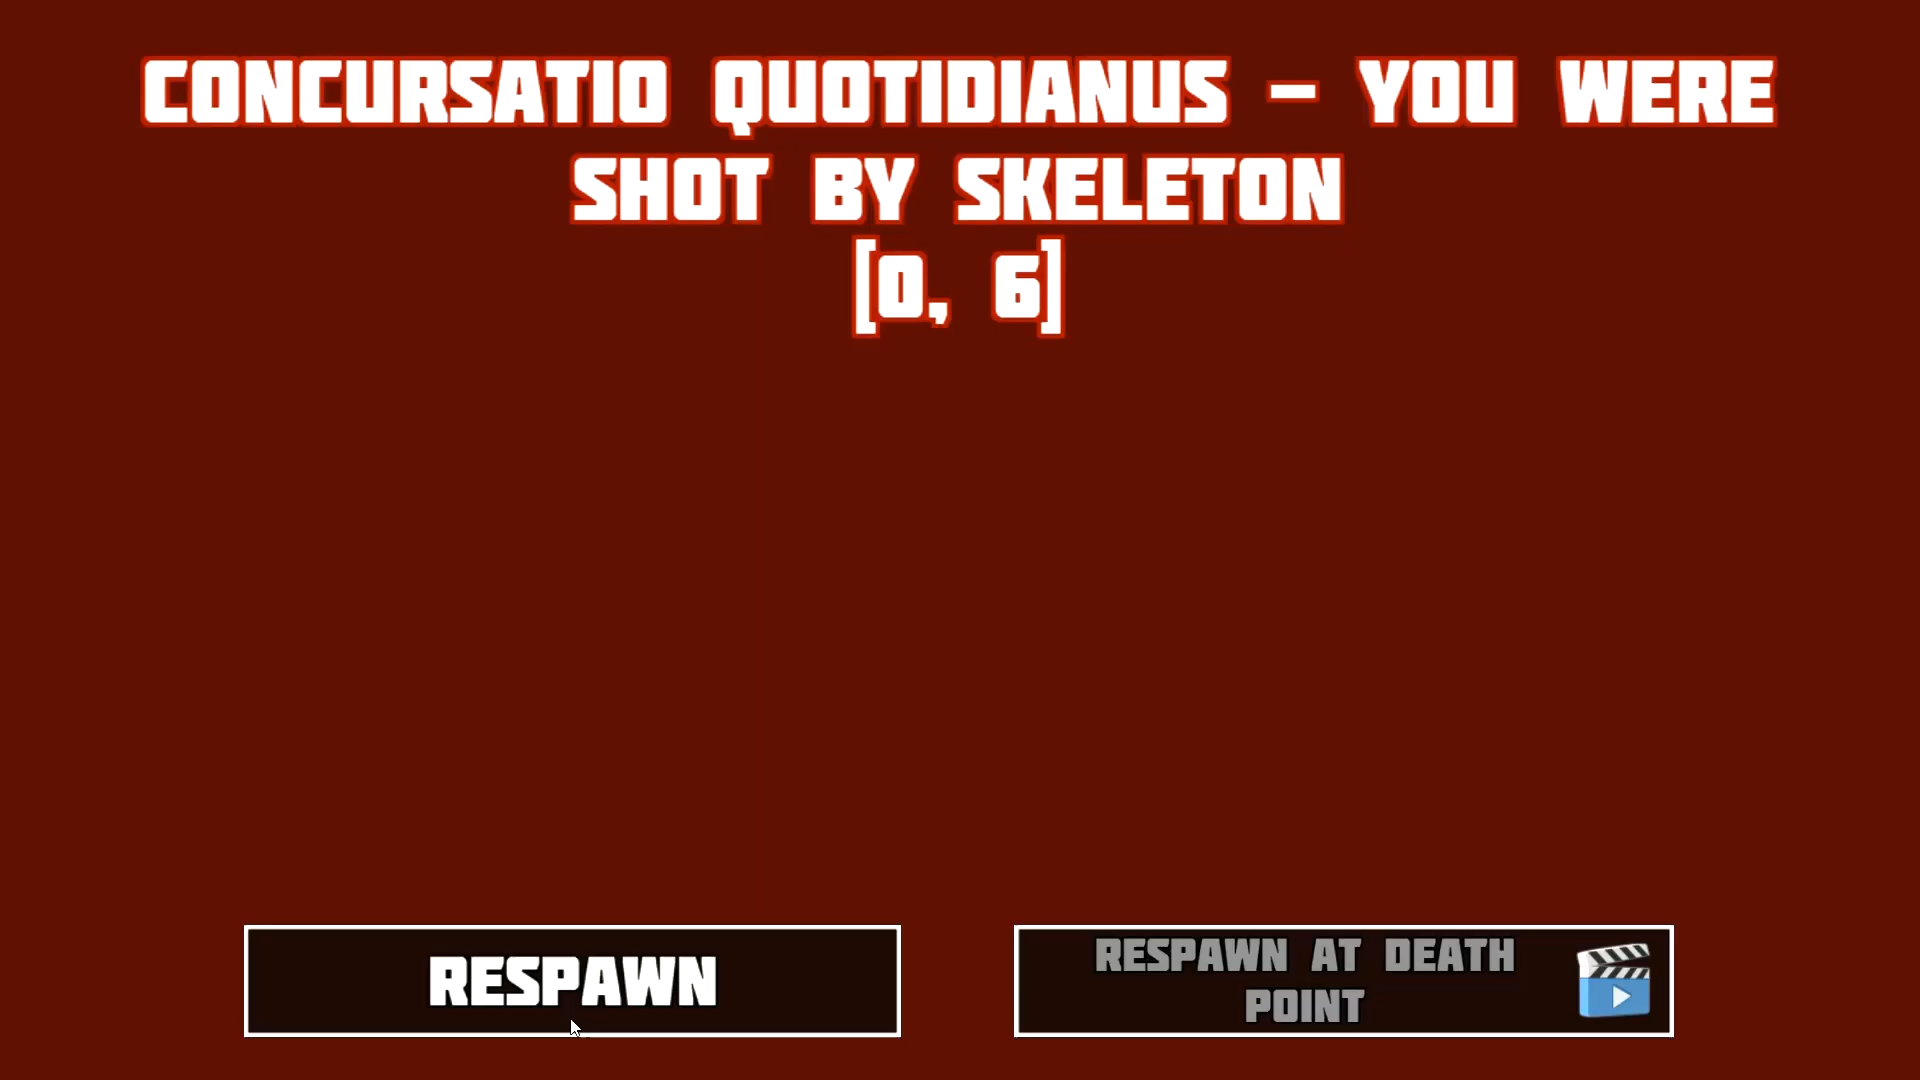 CONCURSATIO QUOTIDIANUS - YOU WERE
SHOT BY SKELETON
[0, 6]
RESPAWN
RESPAWN AT DEATH
POINT